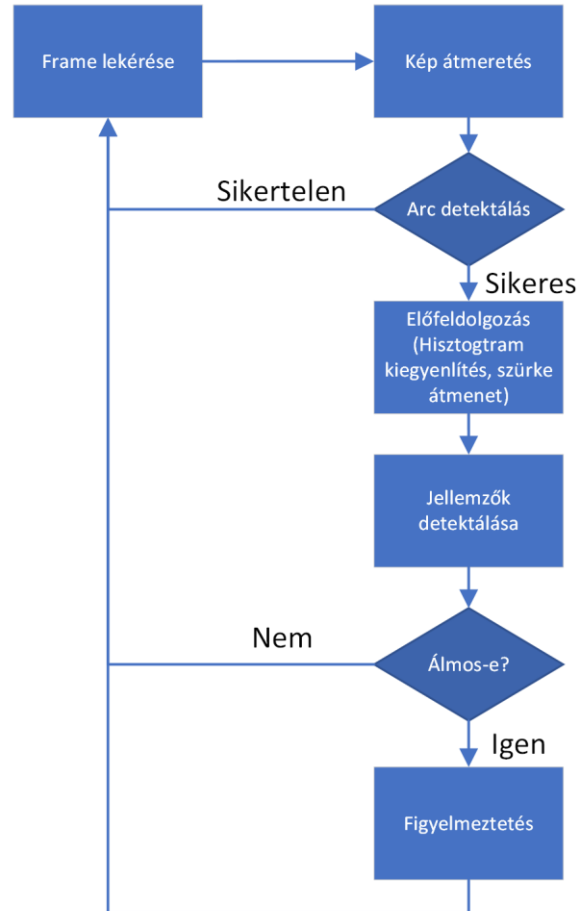 Frame lekérése
Kép átmeretés
Sikertelen
Arc detektálás
Sikeres
Előfeldolgozás
(Hisztogtram
kiegyenlítés, szürke
átmenet)
Jellemzők
detektálása
Nem
Álmos-e?
Igen
Figyelmeztetés